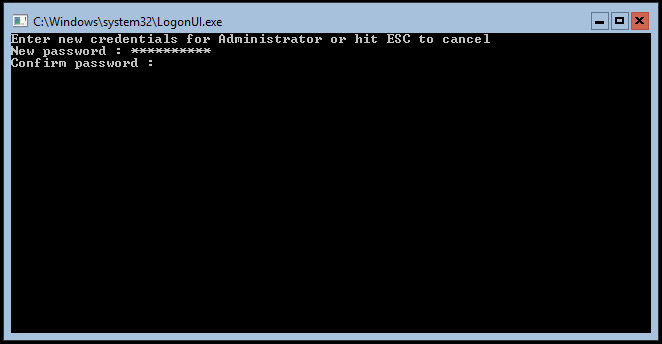 C:\Windows\system32\LogonUI.exe
Enter new credentials for Administrator or hit ESC to cancel
New password : **********
Confirm password :